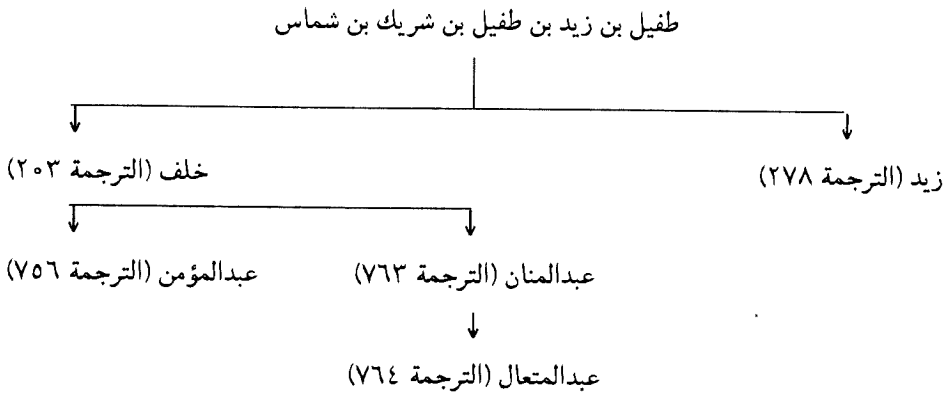 طفيل بن زيد بن طفيل بن شريك بن شماس
زيد (الترجمة ٢٧٨)
خلف (الترجمة ٢٠٣)
عبدالمنان (الترجمة ٧٦٣)
عبدالمؤمن (الترجمة ٧٥٦)
عبدالمتعال (الترجمة ٧٦٤)